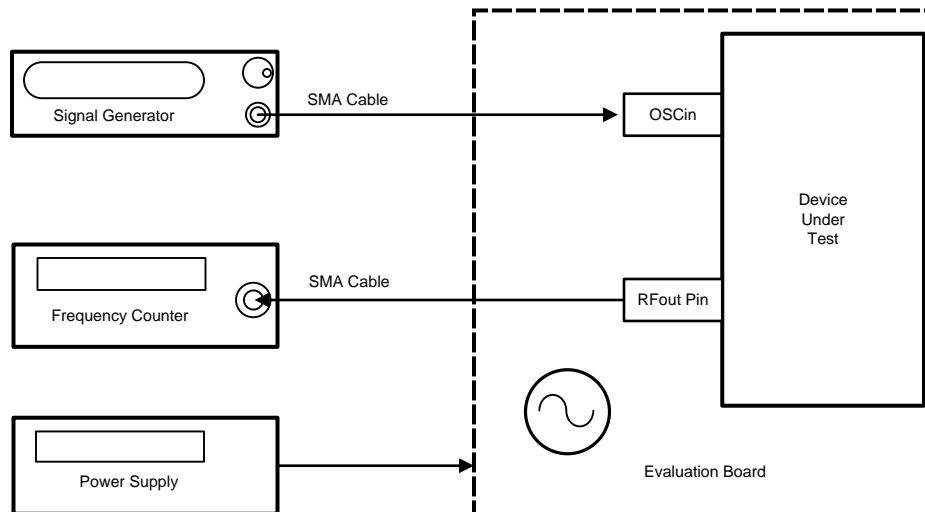 SMA Cable
Signal Generator
OSCin
Device
Under
Test
SMA Cable
Frequency Counter
RFout Pin
Power Supply
Evaluation Board